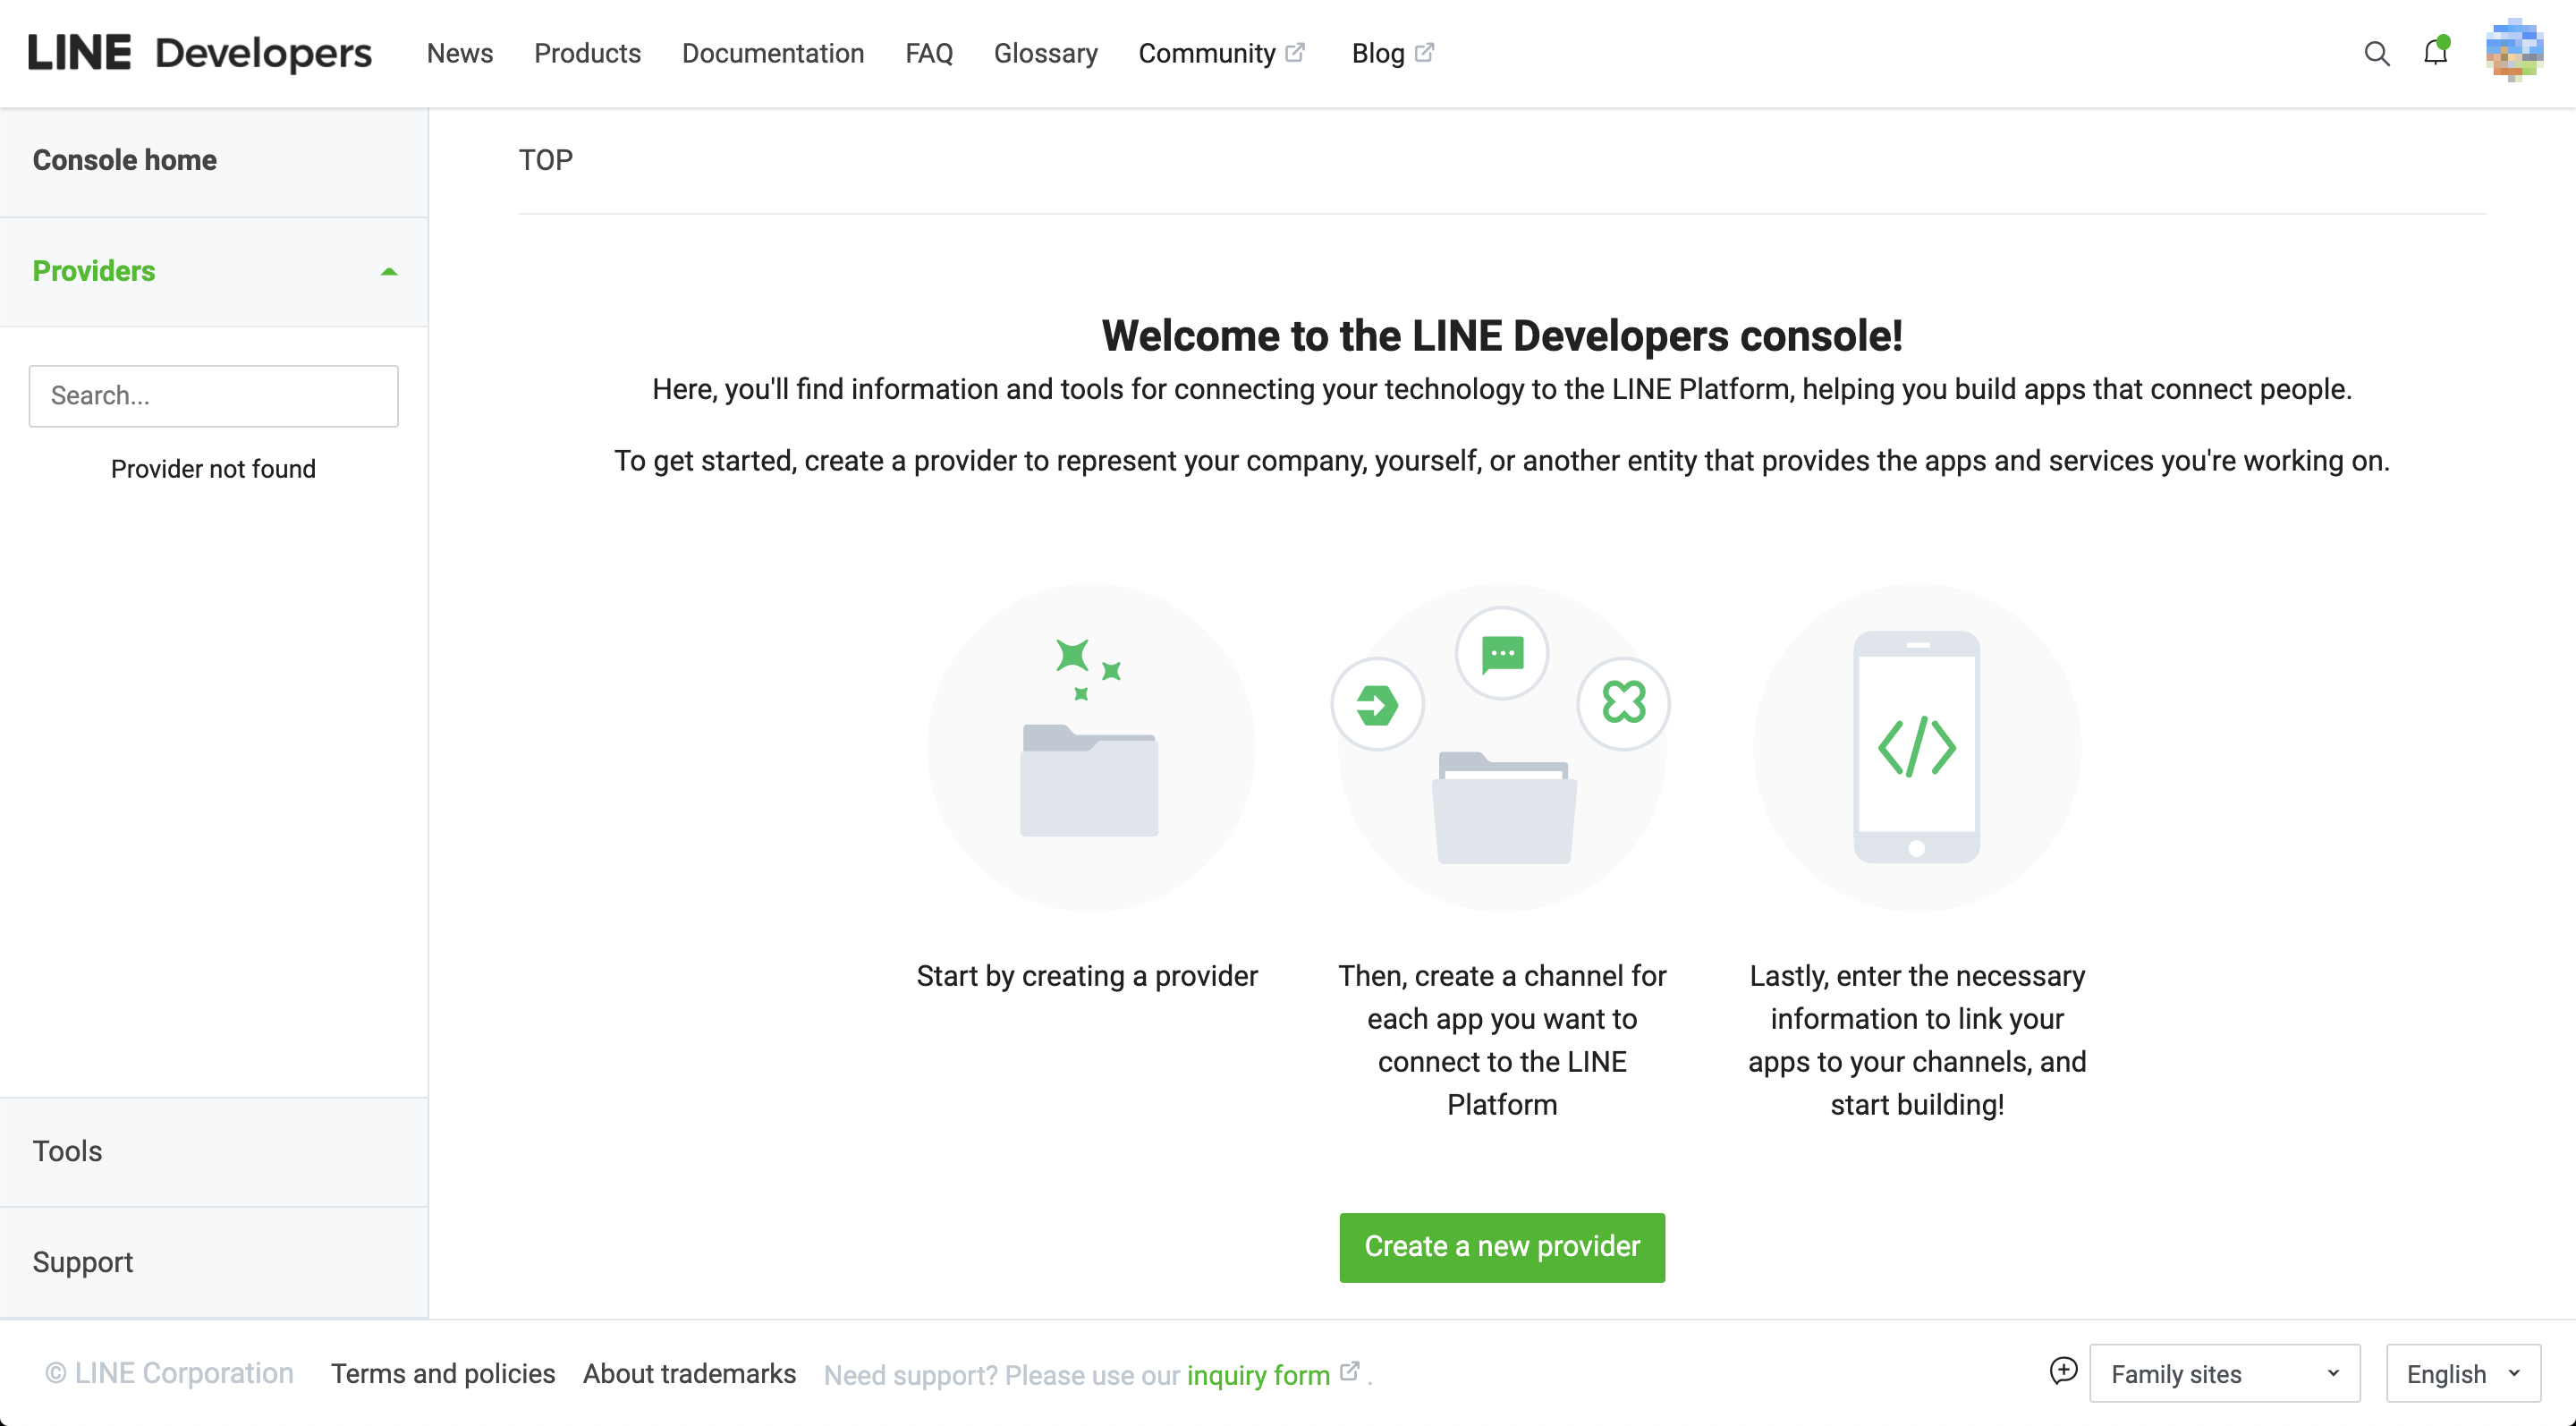 LINE Developers News Products Documentation FAQ Glossary Community Blog
Console home
TOP
Providers
Search...
Provider not found
Welcome to the LINE Developers console!
Here, you'll find information and tools for connecting your technology to the LINE Platform, helping you build apps that connect people.
To get started, create a provider to represent your company, yourself, or another entity that provides the apps and services you're working on.
Start by creating a provider
Then, create a channel for
each app you want to
connect to the LINE
Platform
Lastly, enter the necessary
information to link your
apps to your channels, and
start building!
Create a new provider
Tools
Support
© LINE Corporation Terms and policies About trademarks Need support? Please use our inquiry form . Family sites English